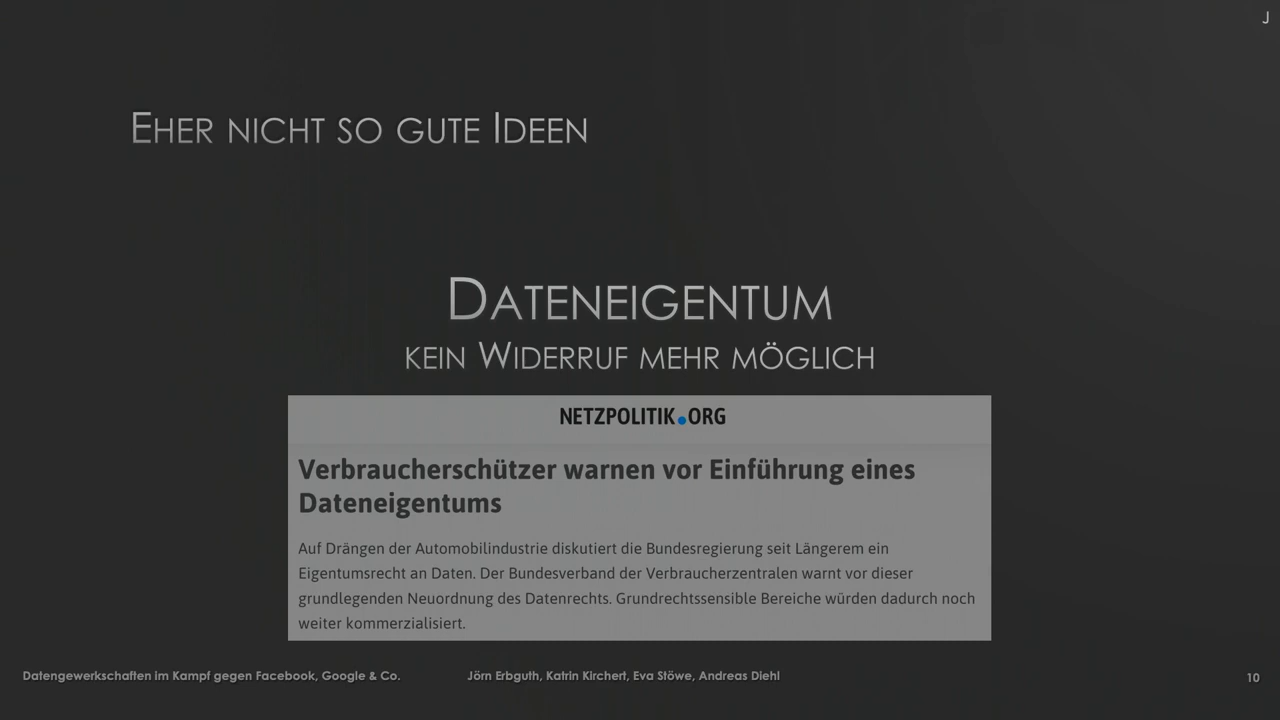 J
Eher nicht so gute Ideen
Dateneigentum
kein Widerruf mehr möglich
NETZPOLITIK.ORG
Verbraucherschützer warnen vor Einführung eines
Dateneigentums
Auf Drängen der Automobilindustrie diskutiert die Bundesregierung seit Längerem ein
Eigentumsrecht an Daten. Der Bundesverband der Verbraucherzentralen warnt vor dieser
grundlegenden Neuordnung des Datenrechts. Grundrechtssensible Bereiche würden dadurch noch
weiter kommerzialisiert.
Datengewerkschaften im Kampf gegen Facebook, Google & Co. Jörn Erbguth, Katrin Kirchert, Eva Stöwe, Andreas Diehl 10